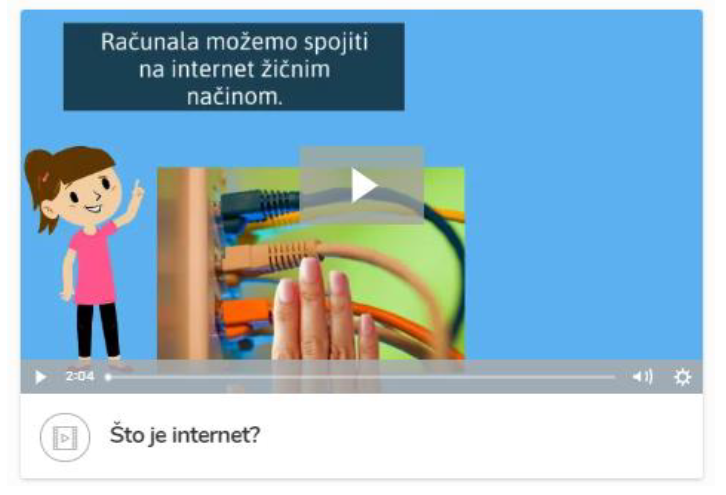 Računala možemo spojiti
na internet žičnim
načinom.
2:04
Što je internet?